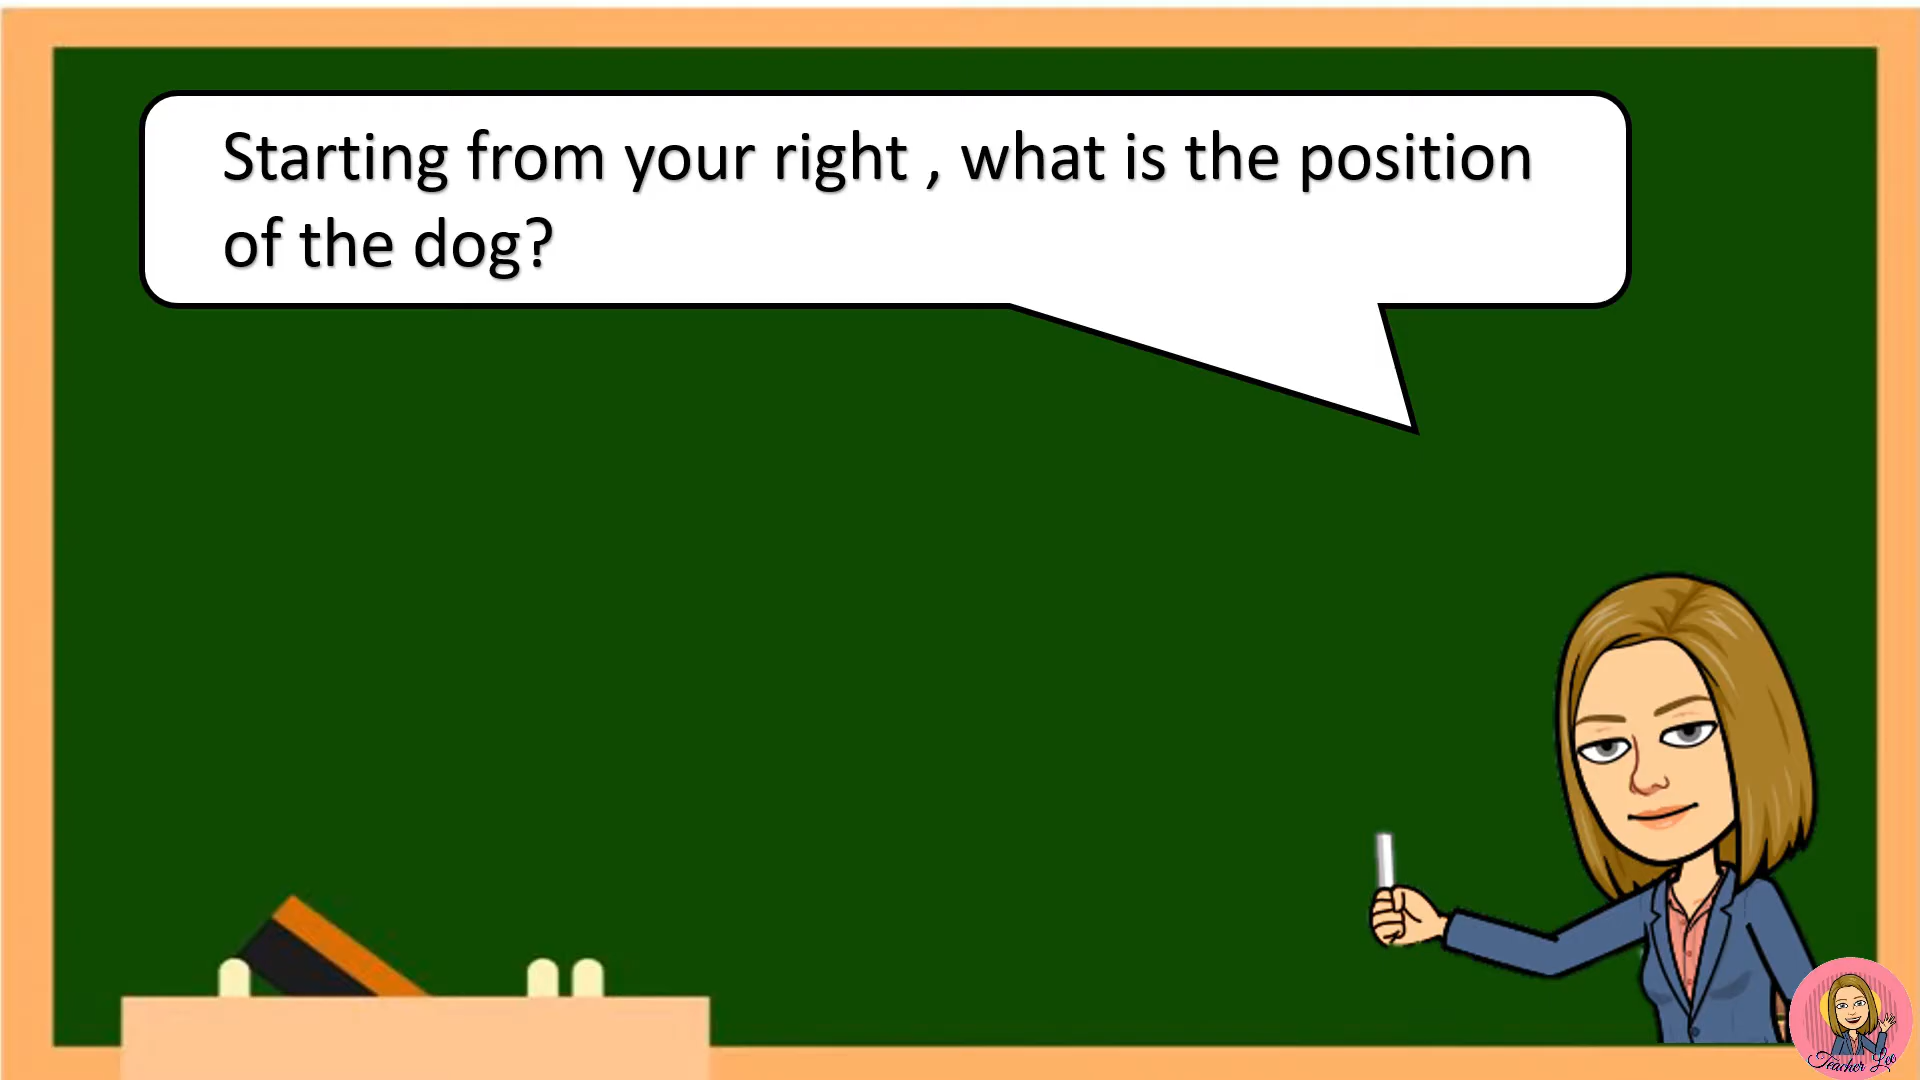 Starting from your right , what is the position
of the dog?
Teacher Leo